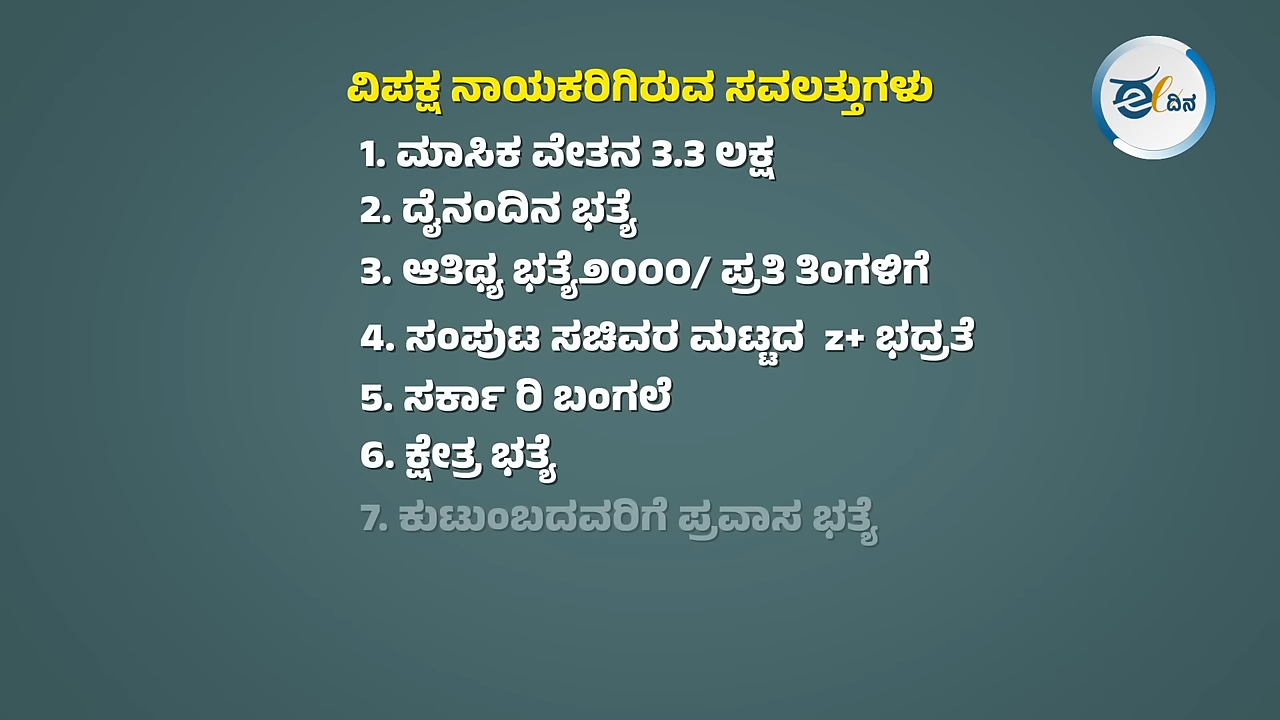 ವಿಪಕ್ಷ ನಾಯಕರಿಗಿರುವ ಸವಲತ್ತುಗಳು
1. ಮಾಸಿಕ ವೇತನ 3.3 ಲಕ್ಷ
2. ದೈನಂದಿನ ಭತ್ಯೆ
3. ಆತಿಥ್ಯ ಭತ್ಯೆ೨೦೦೦/ ಪ್ರತಿ ತಿಂಗಳಿಗೆ
4. ಸಂಪುಟ ಸಚಿವರ ಮಟ್ಟದ z+ ಭದ್ರತೆ
5. ಸರ್ಕಾ ರಿ ಬಂಗಲೆ
6. ಕ್ಷೇತ್ರ ಭತ್ಯೆ
7. ಕುಟುಂಬದವರಿಗೆ ಪ್ರವಾಸ ಭತ್ಯೆ
ದಿನ